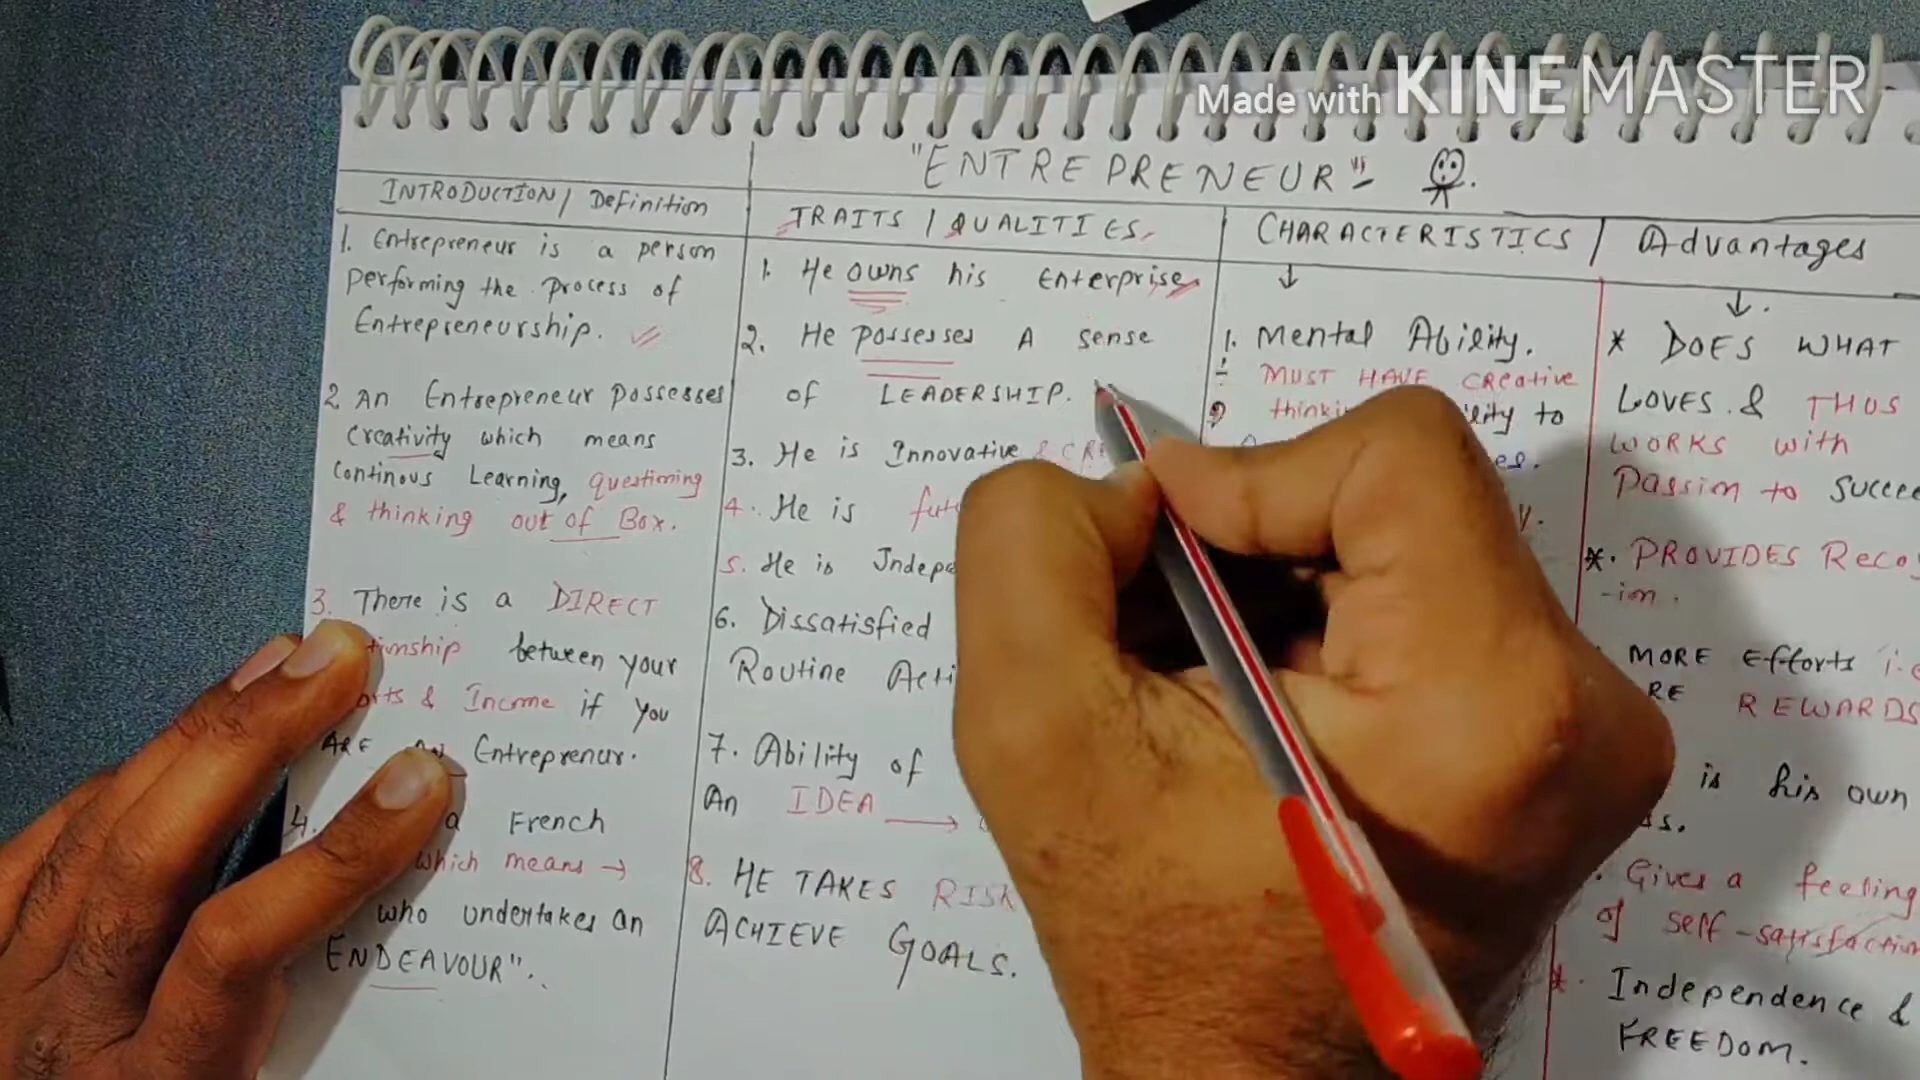 Made with KINEMASTER
"ENTREPRENEUR"
INTRODUCTION / Definition
1. Entrepreneur is a person
performing the process of
Entrepreneurship.
2 An Entrepreneur possesses
creativity which means
continous Learning, questioning
& thinking out of Box.
3. There is a DIRECT
between your
& Income if you
ARE an Entreprenur.
4. a French
which means →
who undertakes an
ENDEAVOUR".
TRAITS / QUALITIES
1. He owns his Enterprise
2. He possesses A sense
of LEADERSHIP.
3. He is Innovative &
4. He is
5. He is
6. Dissatisfied
Routine
7. Ability of
An IDEA →
8. HE TAKES RISK
ACHIEVE GOALS.
CHARACTERISTICS /
↓
1. Mental Ability.
MUST HAVE creative
to
Advantages
↓
* DOES WHAT
LOVES & THUS
works with
Passion to
* PROVIDES
-ion.
MORE Efforts i.e
REWARDS
is his own
Gives a feeling
of self-satisfaction
* Independence &
FREEDOM.